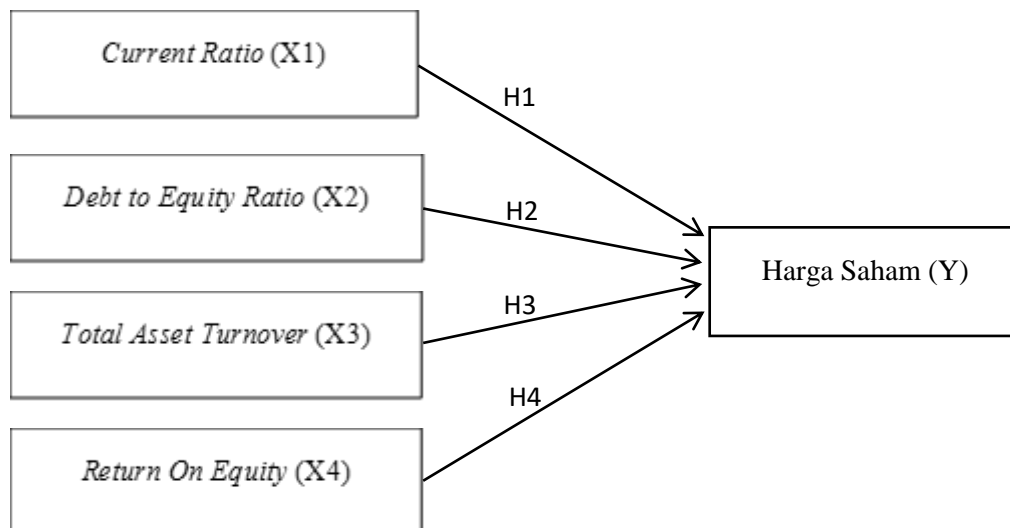 Current Ratio (X1)
H1
Debt to Equity Ratio (X2)
H2
Harga Saham (Y)
Total Asset Turnover (X3)
H3
H4
Return On Equity (X4)